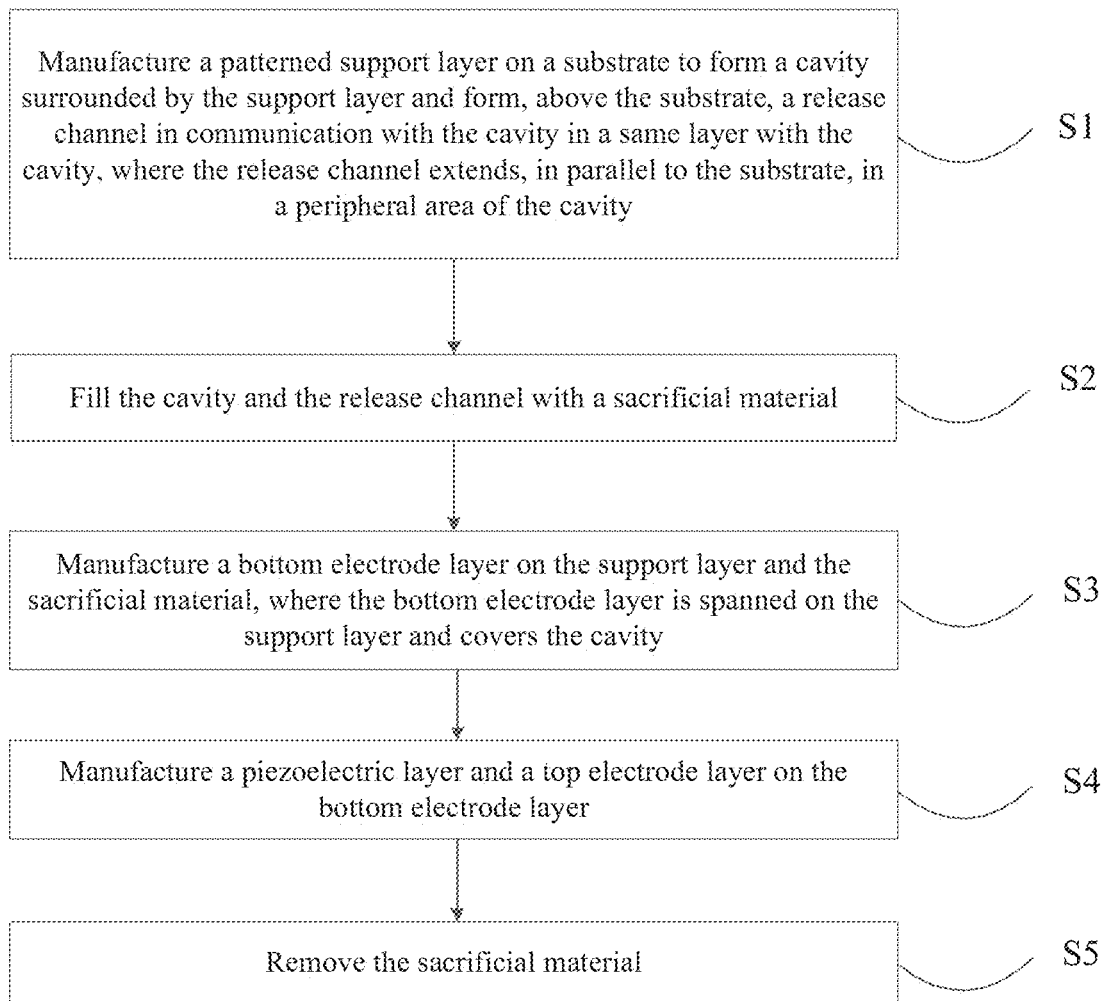 Manufacture a patterned support layer on a substrate to form a cavity
surrounded by the support layer and form, above the substrate, a release
channel in communication with the cavity in a same layer with the
cavity, where the release channel extends, in parallel to the substrate, in
a peripheral area of the cavity
S1
Fill the cavity and the release channel with a sacrificial material
S2
Manufacture a bottom electrode layer on the support layer and the
sacrificial material, where the bottom electrode layer is spanned on the
support layer and covers the cavity
S3
Manufacture a piezoelectric layer and a top electrode layer on the
bottom electrode layer
S4
Remove the sacrificial material
S5